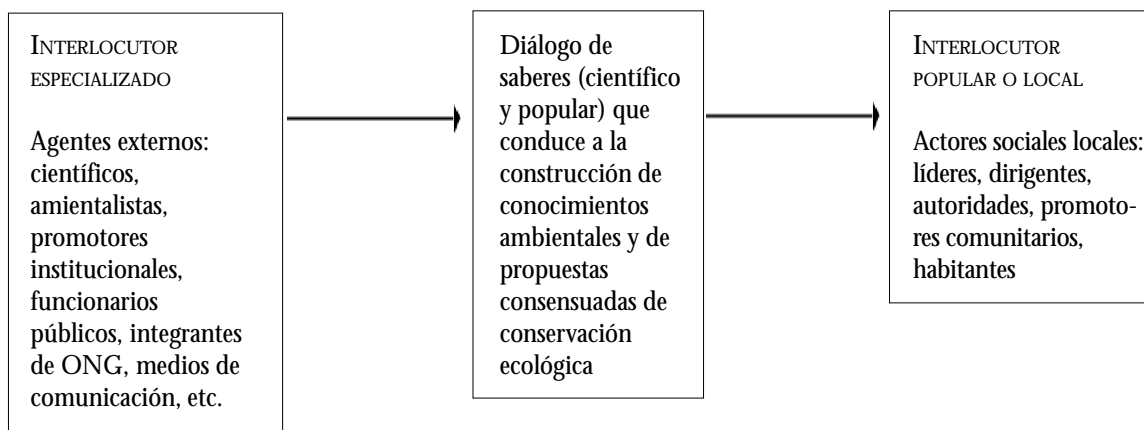 INTERLOCUTOR
ESPECIALIZADO
Agentes externos:
científicos,
amientalistas,
promotores
institucionales,
funcionarios
públicos, integrantes
de ONG, medios de
comunicación, etc.
Diálogo de
saberes (científico
y popular) que
conduce a la
construcción de
conocimientos
ambientales y de
propuestas
consensuadas de
conservación
ecológica
INTERLOCUTOR
POPULAR O LOCAL
Actores sociales locales:
líderes, dirigentes,
autoridades, promoto-
res comunitarios,
habitantes